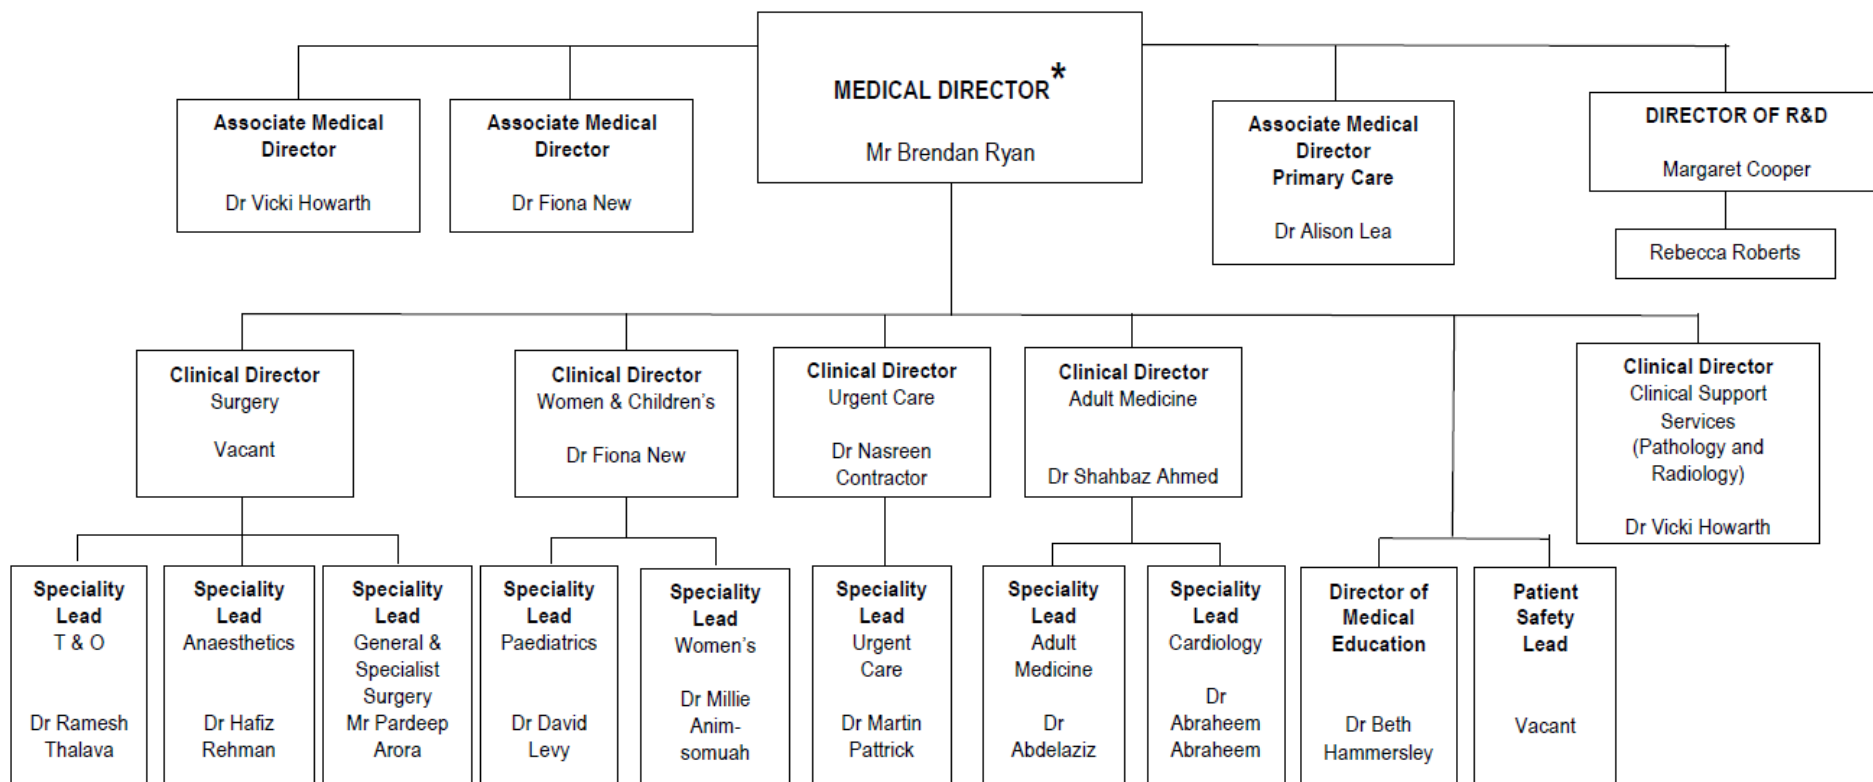 MEDICAL DIRECTOR*
Mr Brendan Ryan
Associate Medical
Director
Dr Vicki Howarth
Associate Medical
Director
Dr Fiona New
Associate Medical
Director
Primary Care
Dr Alison Lea
DIRECTOR OF R&D
Margaret Cooper
Rebecca Roberts
Clinical Director
Surgery
Vacant
Clinical Director
Women & Children's
Dr Fiona New
Clinical Director
Urgent Care
Dr Nasreen
Contractor
Clinical Director
Adult Medicine
Dr Shahbaz Ahmed
Clinical Director
Clinical Support
Services
(Pathology and
Radiology)
Dr Vicki Howarth
Speciality
Lead
T & O
Dr Ramesh
Thalava
Speciality
Lead
Anaesthetics
Dr Hafiz
Rehman
Speciality
Lead
General &
Specialist
Surgery
Mr Pardeep
Arora
Speciality
Lead
Paediatrics
Dr David
Levy
Speciality
Lead
Women's
Dr Millie
Anim-
somuah
Speciality
Lead
Urgent
Care
Dr Martin
Pattrick
Speciality
Lead
Adult
Medicine
Dr
Abdelaziz
Speciality
Lead
Cardiology
Dr
Abraheem
Abraheem
Director of
Medical
Education
Dr Beth
Hammersley
Patient
Safety
Lead
Vacant